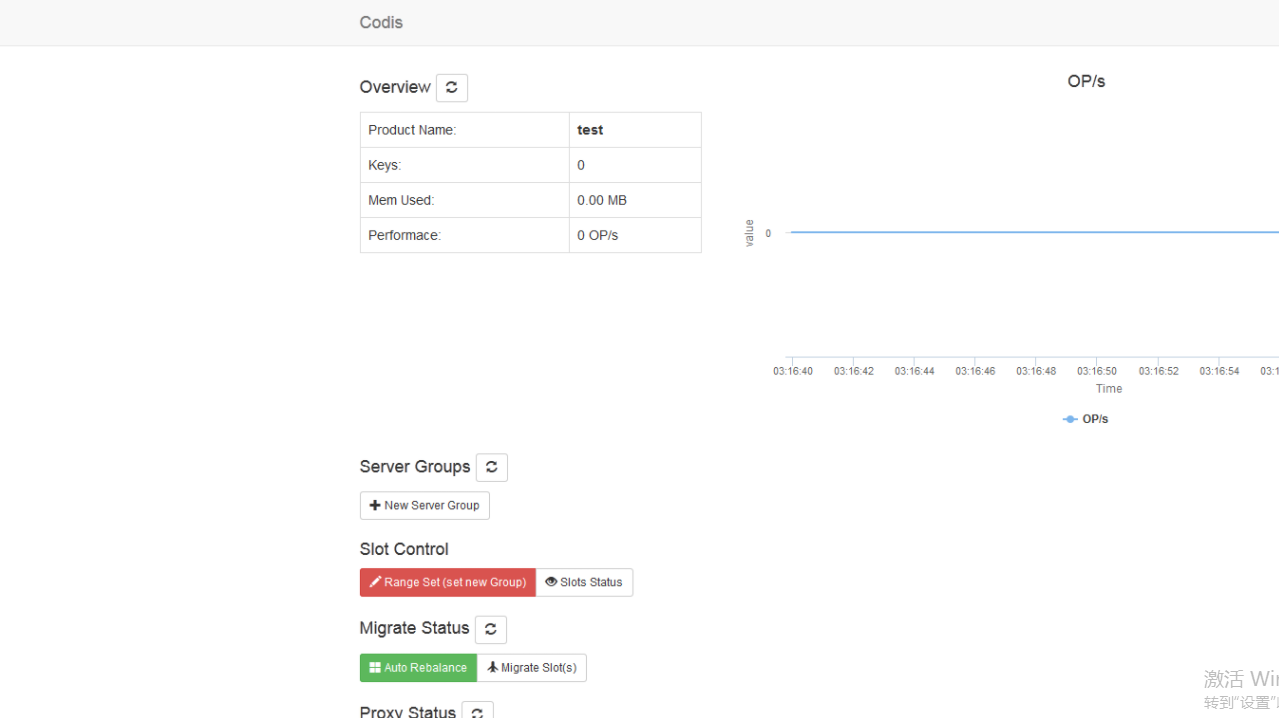 Codis
Overview
OP/s
Product Name: test
Keys: 0
Mem Used: 0.00 MB
Performace: 0 OP/s
value
0
03:16:40 03:16:42 03:16:44 03:16:46 03:16:48 03:16:50 03:16:52 03:16:54 03:1
Time
OP/s
Server Groups
New Server Group
Slot Control
Range Set (set new Group) Slots Status
Migrate Status
Auto Rebalance Migrate Slot(s)
激活 Win
转到"设置"
Proxy Status